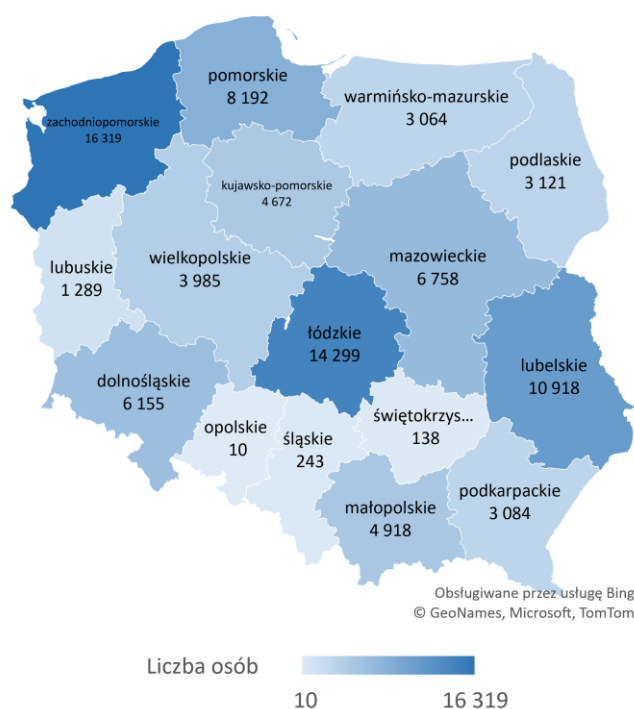 pomorskie
8 192
warmińsko-mazurskie
3 064
zachodniopomorskie
16 319
podlaskie
3 121
kujawsko-pomorskie
4 672
lubuskie
1 289
wielkopolskie
3 985
mazowieckie
6 758
łódzkie
14 299
lubelskie
10 918
dolnośląskie
6 155
opolskie
10
śląskie
243
świętokrzys...
138
małopolskie
4 918
podkarpackie
3 084
Obsługiwane przez usługę Bing
© GeoNames, Microsoft, TomTom
Liczba osób
10 16 319